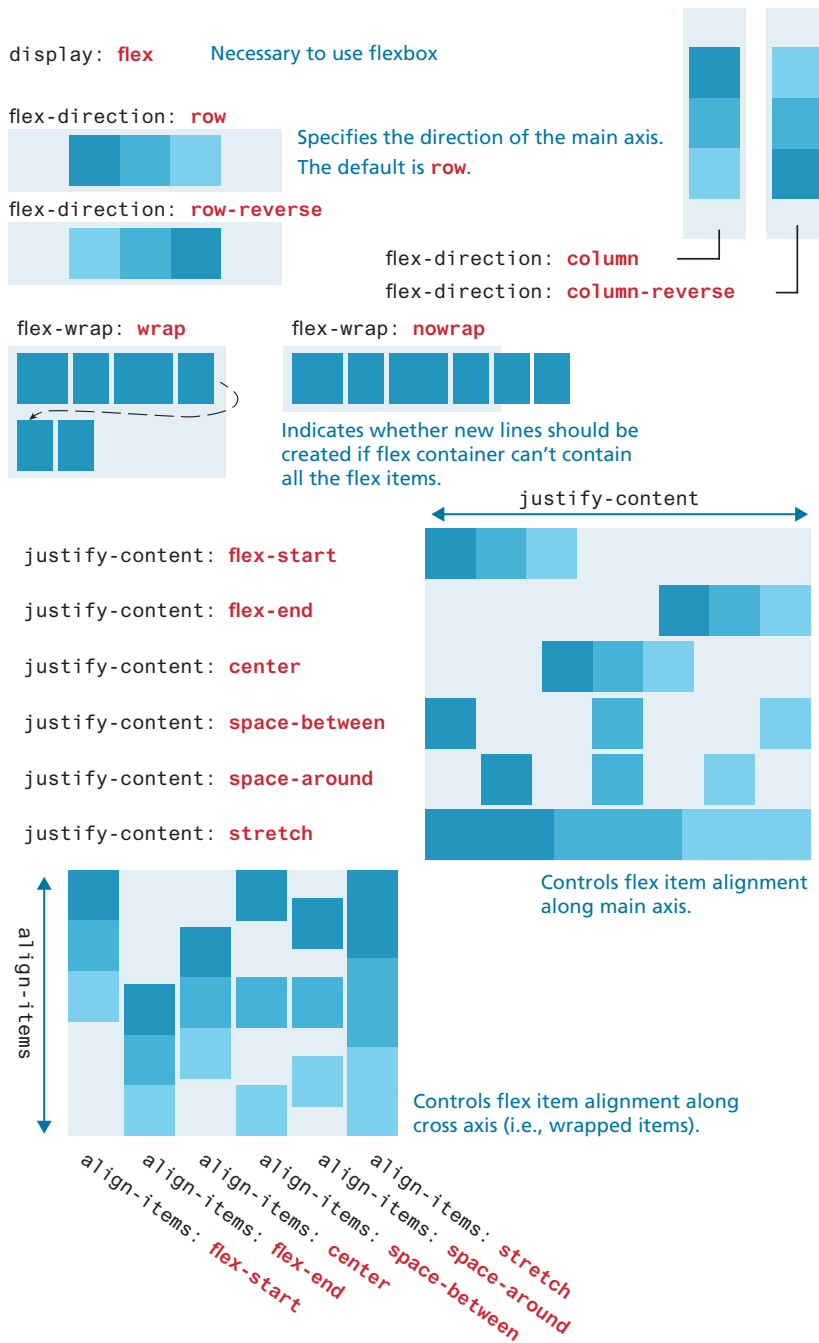 display: flex
Necessary to use flexbox
flex-direction: row
Specifies the direction of the main axis.
The default is row.
flex-direction: row-reverse
flex-direction: column
flex-direction: column-reverse
flex-wrap: wrap
flex-wrap: nowrap
Indicates whether new lines should be
created if flex container can't contain
all the flex items.
justify-content
justify-content: flex-start
justify-content: flex-end
justify-content: center
justify-content: space-between
justify-content: space-around
justify-content: stretch
Controls flex item alignment
along main axis.
align-items
Controls flex item alignment along
cross axis (i.e., wrapped items).
align-items: flex-start
align-items: flex-end
align-items: center
align-items: space-between
align-items: space-around
align-items: stretch